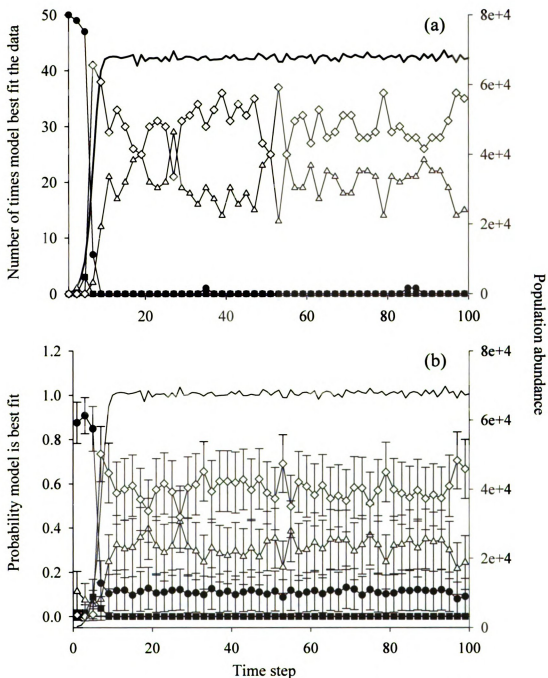 (a)
Number of times model best fit the data
50
40
30
20
10
0
8e+4
6e+4
4e+4
2e+4
0
20
40
60
80
100
Population abundance
(b)
Probability model is best fit
1.2
1.0
0.8
0.6
0.4
0.2
0.0
8e+4
6e+4
4e+4
2e+4
0
0
20
40
60
80
100
Time step